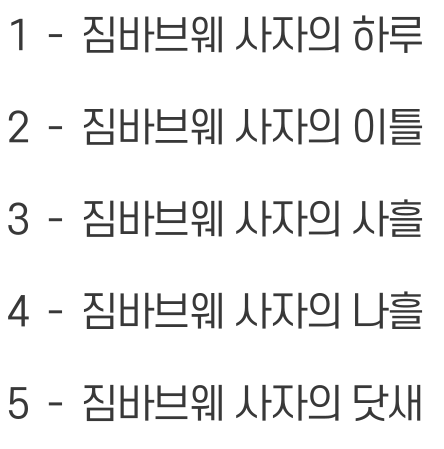 1 - 짐바브웨 사자의 하루
2 - 짐바브웨 사자의 이틀
3 - 짐바브웨 사자의 사흘
4 - 짐바브웨 사자의 나흘
5 - 짐바브웨 사자의 닷새